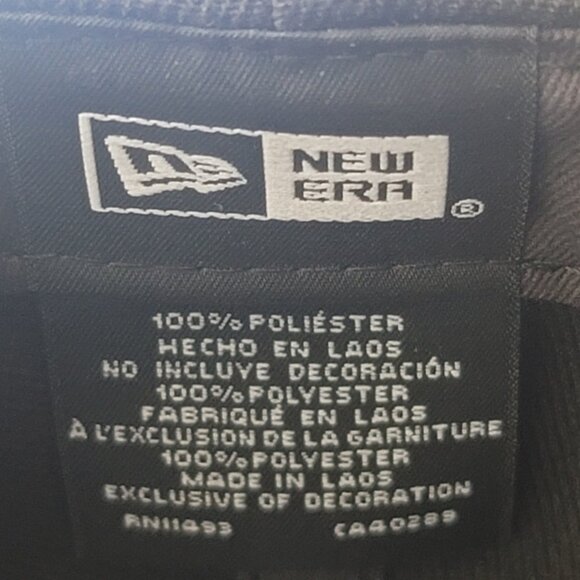 NEW
ERA
®
100% POLIÉSTER
HECHO EN LAOS
NO INCLUYE DECORACIÓN
100% POLYESTER
FABRIQUÉ EN LAOS
À L'EXCLUSION DE LA GARNITURE
100% POLYESTER
MADE IN LAOS
EXCLUSIVE OF DECORATION
RN11493 CA40289